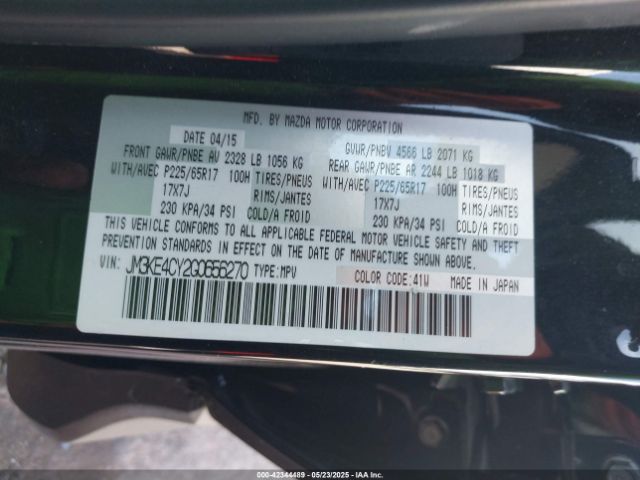 MFD. BY MAZDA MOTOR CORPORATION
DATE 04/15 GVWR/PNBV 4566 LB 2071 KG
FRONT GAWR/PNBE AV 2328 LB 1056 KG REAR GAWR/PNBE AR 2244 LB 1018 KG
WITH/AVEC P225/65R17 100H TIRES/PNEUS WITH/AVEC P225/65R17 100H TIRES/PNEUS
17X7J RIMS/JANTES 17X7J RIMS/JANTES
230 KPA/34 PSI COLD/A FROID 230 KPA/34 PSI COLD/A FROID
THIS VEHICLE CONFORMS TO ALL APPLICABLE FEDERAL MOTOR VEHICLE SAFETY AND THEFT
PREVENTION STANDARDS IN EFFECT ON THE DATE OF MANUFACTURE SHOWN ABOVE.
VIN: JM3KE4CY2G0656270 TYPE:MPV COLOR CODE:41W MADE IN JAPAN
000-42344489 - 05/23/2025 - IAA Inc.